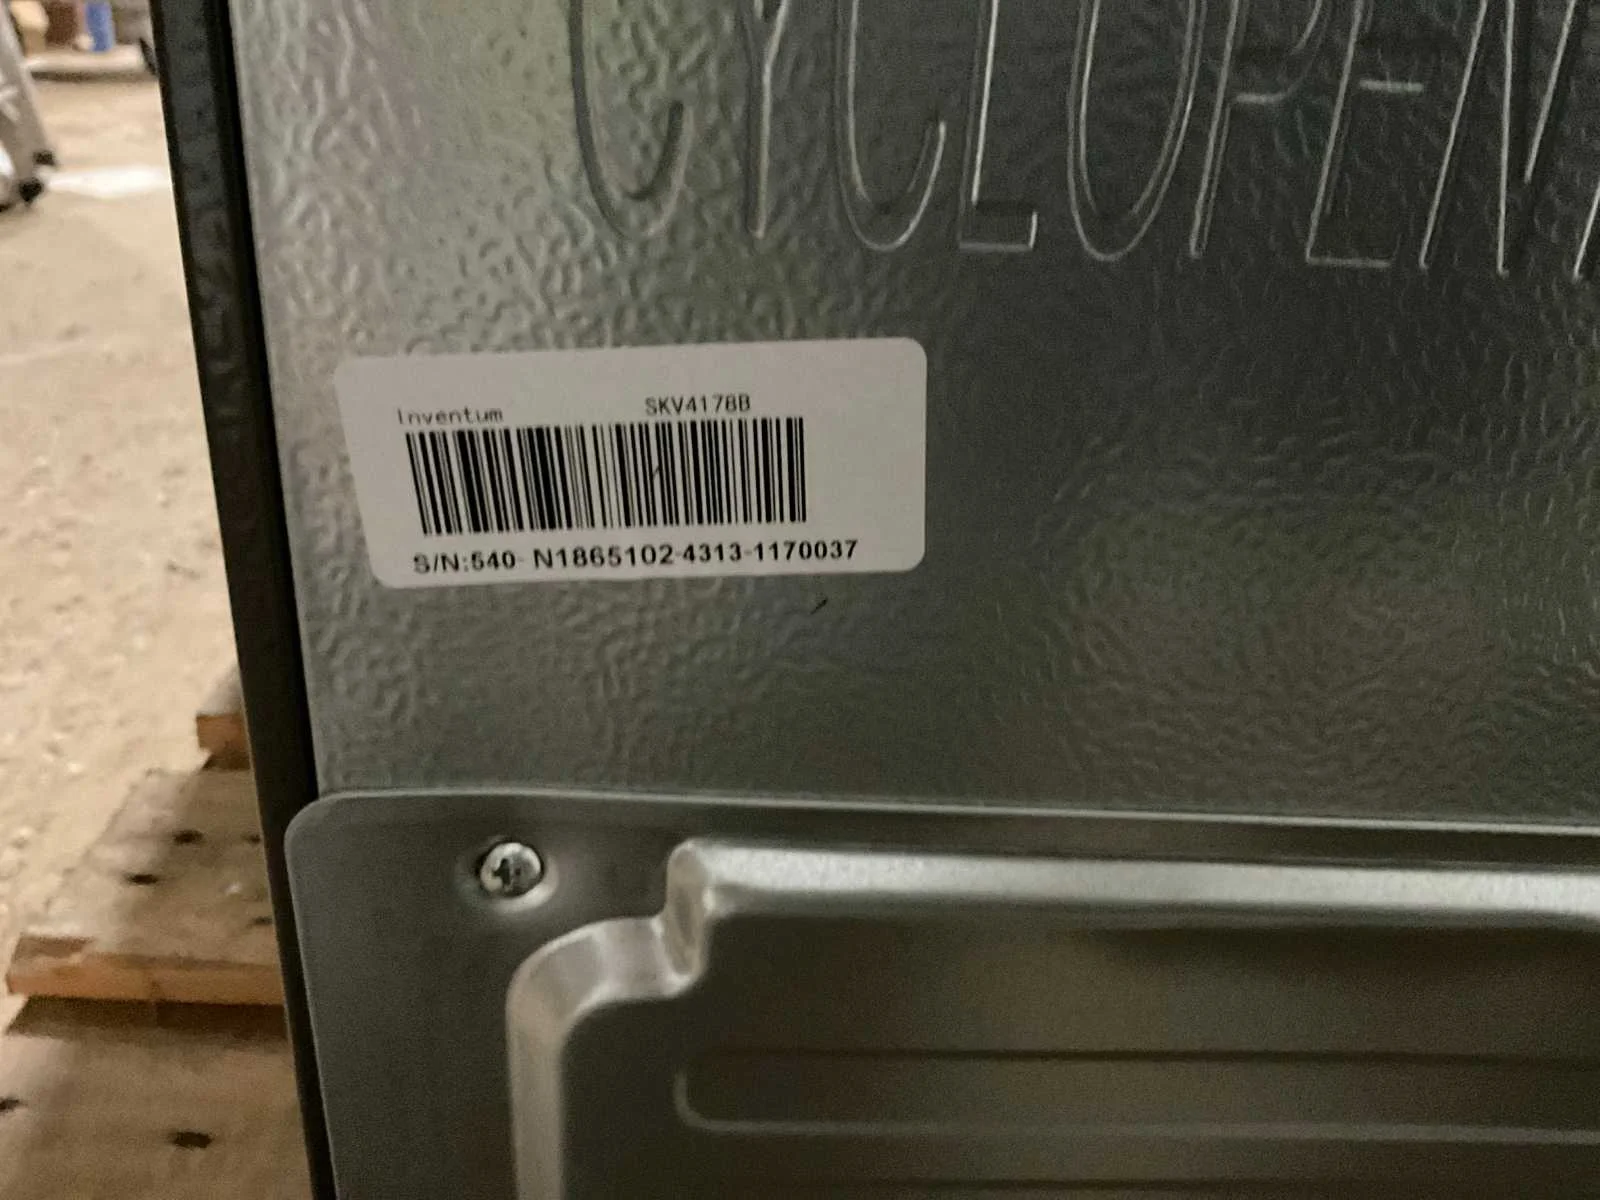 CYCLOPEN
Inventum SKV4178B
S/N:540- N1865102-4313-1170037